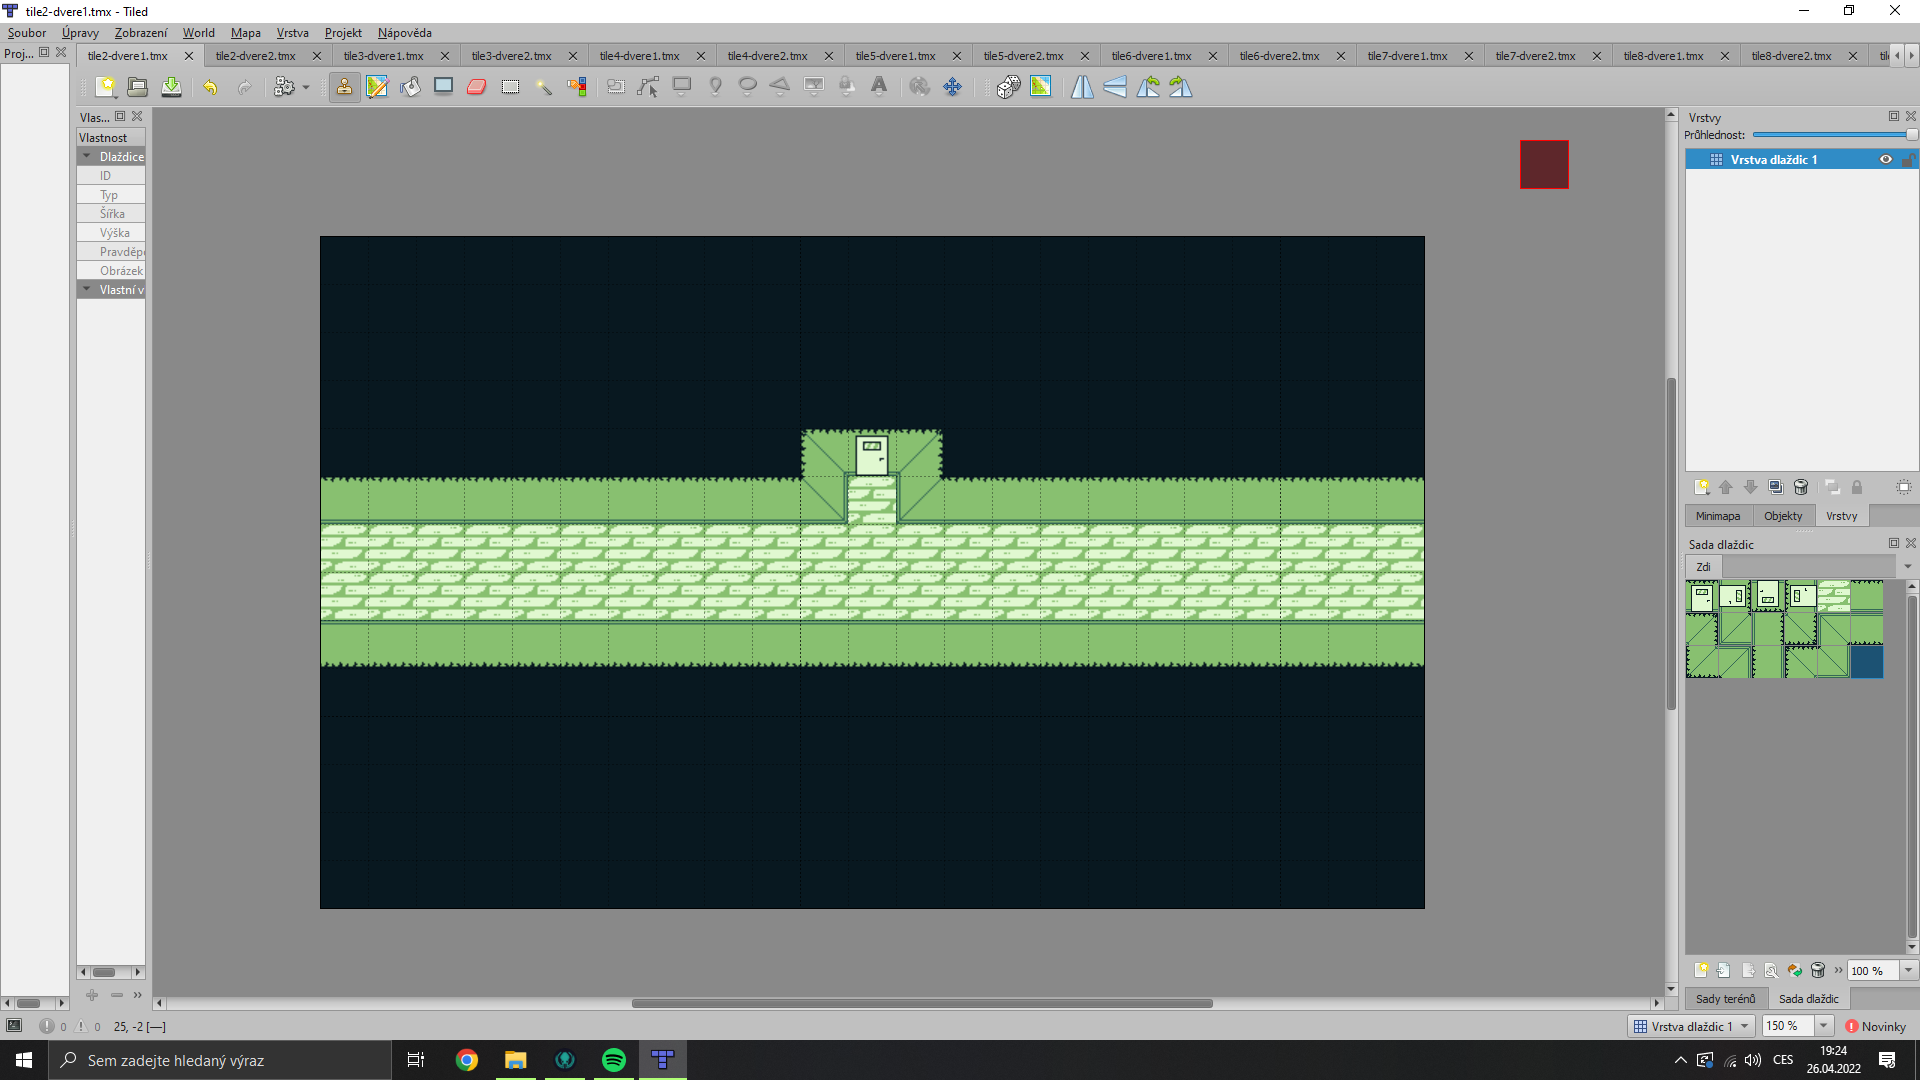 tile2-dvere1.tmx - Tiled
Soubor Úpravy Zobrazení World Mapa Vrstva Projekt Nápověda
Proj...
tile2-dvere1.tmx tile2-dvere2.tmx tile3-dvere1.tmx tile3-dvere2.tmx tile4-dvere1.tmx tile4-dvere2.tmx tile5-dvere1.tmx tile5-dvere2.tmx tile6-dvere1.tmx tile6-dvere2.tmx tile7-dvere1.tmx tile7-dvere2.tmx tile8-dvere1.tmx tile8-dvere2.tmx
Vlas...
Vlastnost
Dlaždice
ID
Typ
Šířka
Výška
Pravděpo
Obrázek
Vlastní v
Vrstvy
Průhlednost:
Vrstva dlaždic 1
Minimapa Objekty Vrstvy
Sada dlaždic
Zdi
100 %
Sady terénů Sada dlaždic
0 0 25, -2 [—]
Vrstva dlaždic 1 150 % Novinky
Sem zadejte hledaný výraz
CES
19:24
26.04.2022